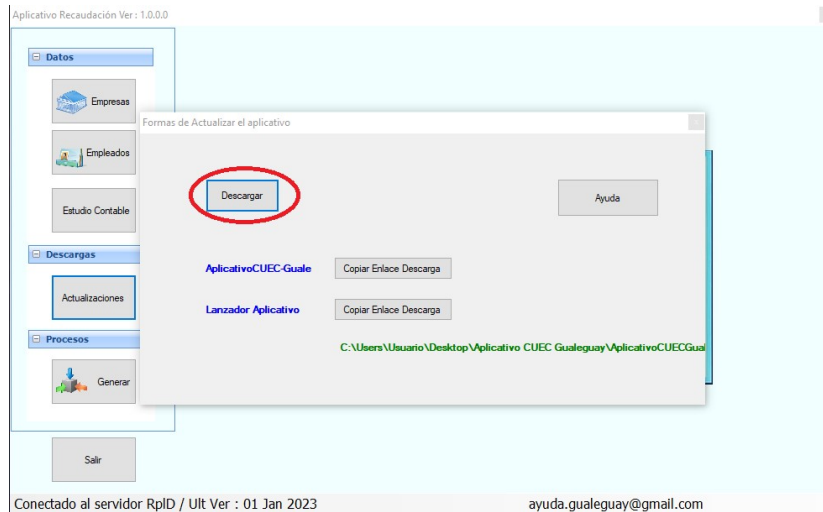 Aplicativo Recaudación Ver : 1.0.0.0
Datos
Empresas
Empleados
Estudio Contable
Descargas
Actualizaciones
Procesos
Generar
Salir
Formas de Actualizar el aplicativo
Descargar
Ayuda
AplicativoCUEC-Guale Copiar Enlace Descarga
Lanzador Aplicativo Copiar Enlace Descarga
C:\Users\Usuario\Desktop\Aplicativo CUEC Gualeguay\AplicativoCUECGual
Conectado al servidor RplD / Ult Ver : 01 Jan 2023 ayuda.gualeguay@gmail.com